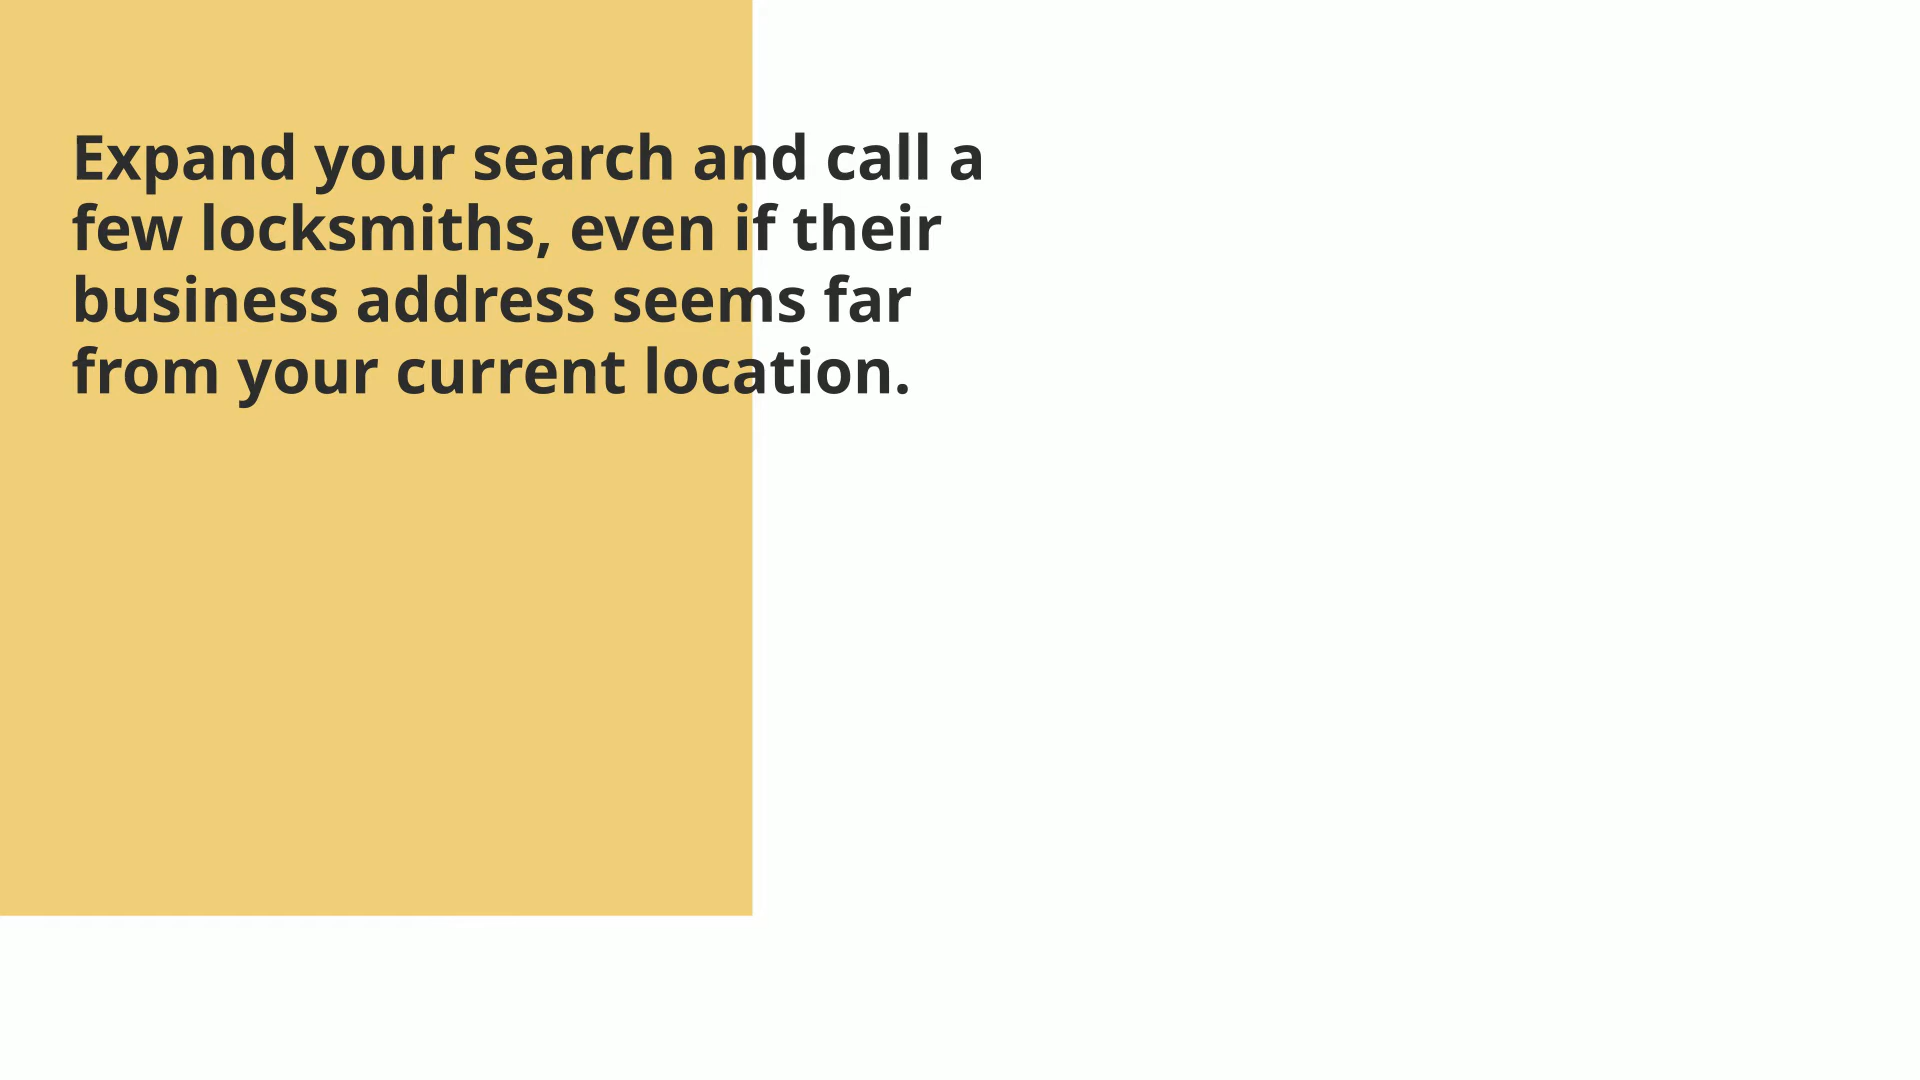 Expand your search and call a
few locksmiths, even if their
business address seems far
from your current location.